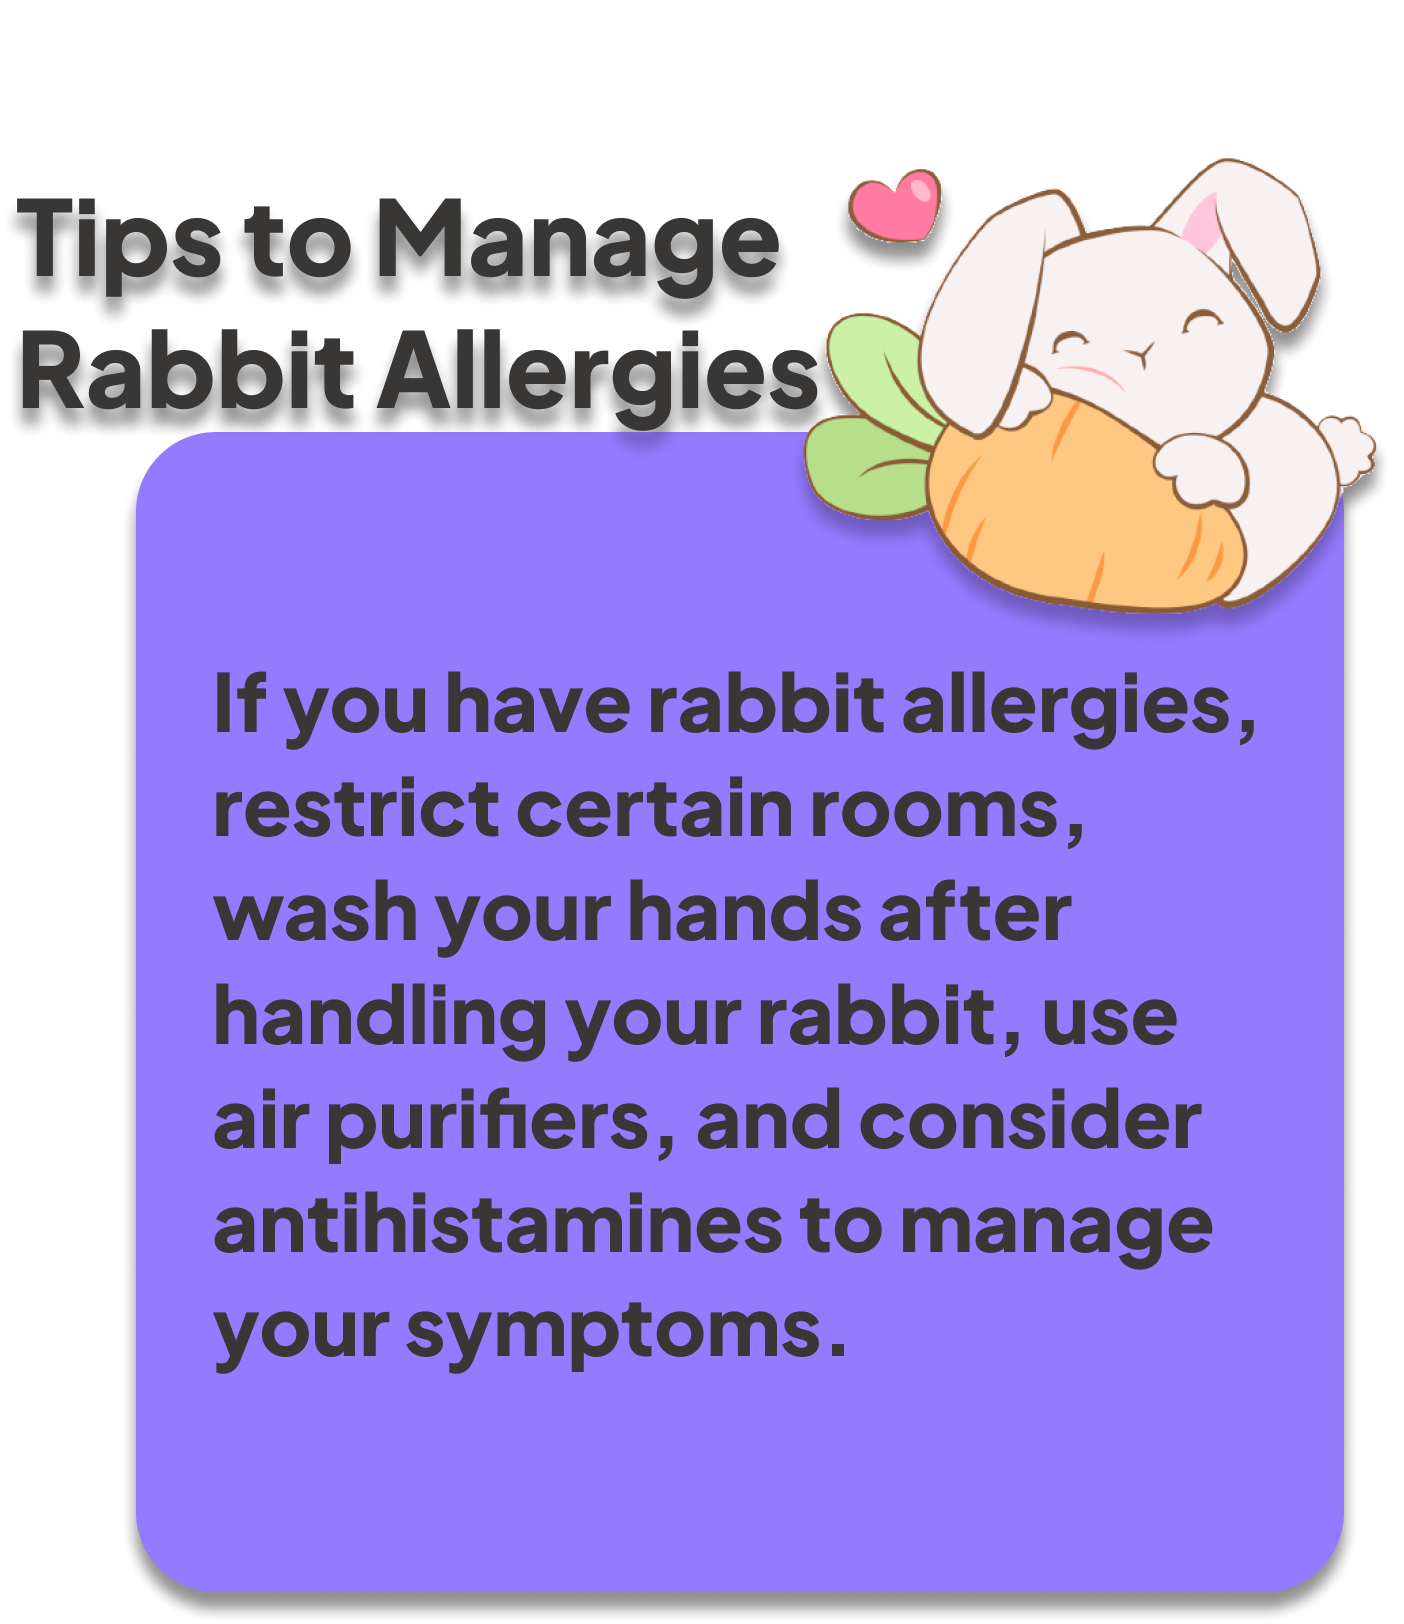 Tips to Manage
Rabbit Allergies
If you have rabbit allergies,
restrict certain rooms,
wash your hands after
handling your rabbit, use
air purifiers, and consider
antihistamines to manage
your symptoms.